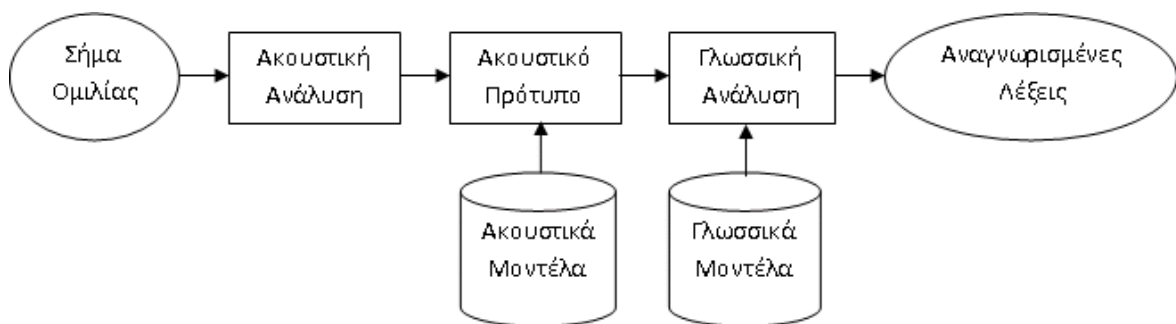 Σήμα
Ομιλίας
Ακουστική
Ανάλυση
Ακουστικό
Πρότυπο
Γλωσσική
Ανάλυση
Αναγνωρισμένες
Λέξεις
Ακουστικά
Μοντέλα
Γλωσσικά
Μοντέλα